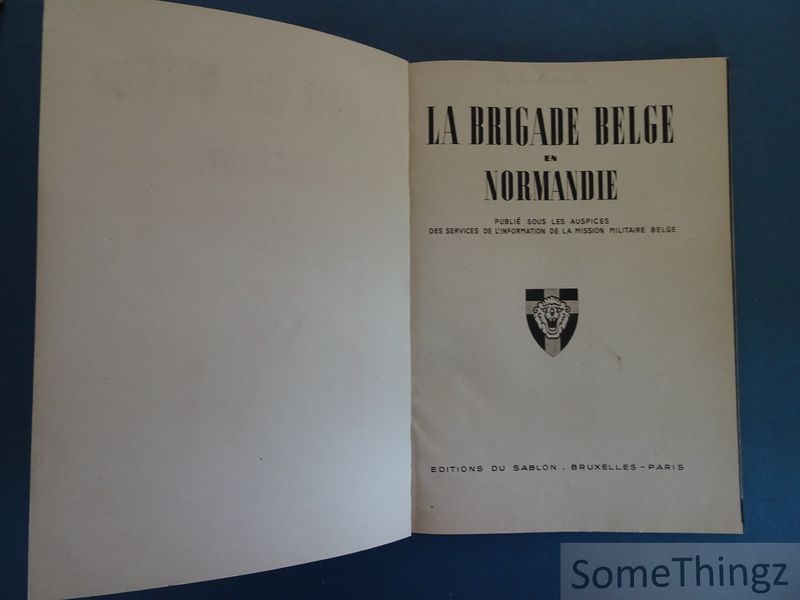 LA BRIGADE BELGE
EN
NORMANDIE
PUBLIÉ SOUS LES AUSPICES
DES SERVICES DE L'INFORMATION DE LA MISSION MILITAIRE BELGE
EDITIONS DU SABLON . BRUXELLES – PARIS
SomeThingz